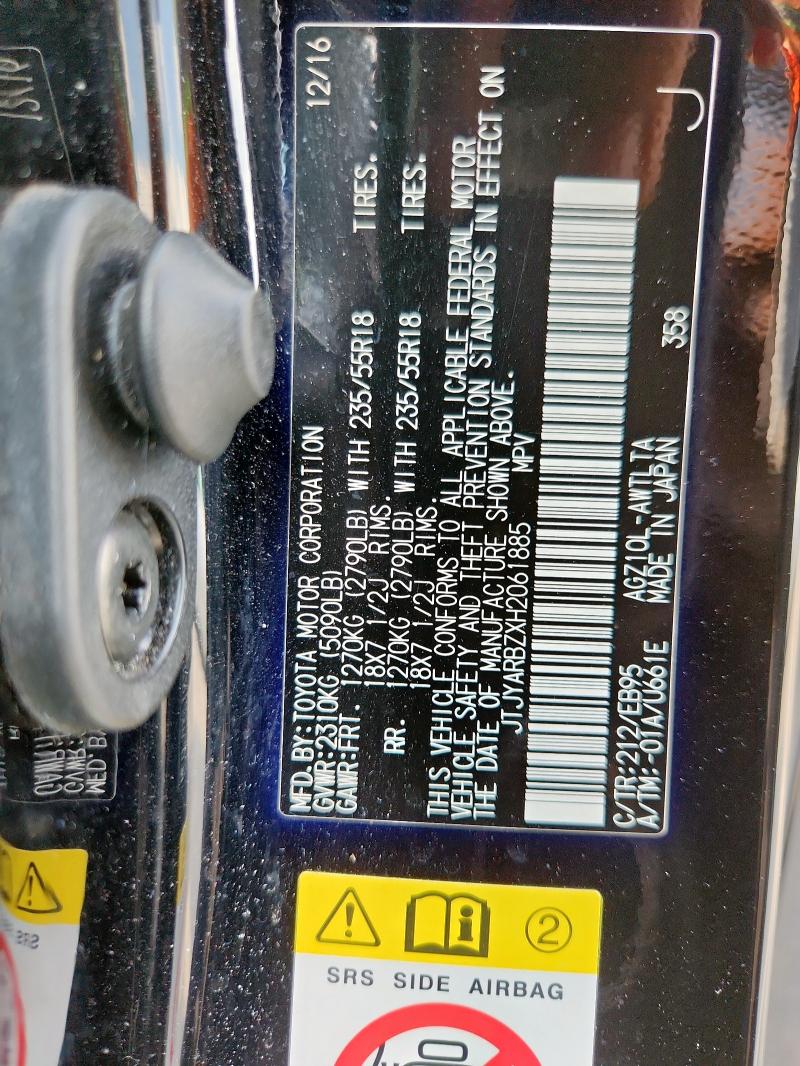 MFD. BY: TOYOTA MOTOR CORPORATION 12/16
GVWR: 2310KG (5090LB)
GAWR: FRT. 1270KG (2790LB) WITH 235/55R18 TIRES.
18X7 1/2J RIMS.
RR. 1270KG (2790LB) WITH 235/55R18 TIRES.
18X7 1/2J RIMS.
THIS VEHICLE CONFORMS TO ALL APPLICABLE FEDERAL MOTOR
VEHICLE SAFETY AND THEFT PREVENTION STANDARDS IN EFFECT ON
THE DATE OF MANUFACTURE SHOWN ABOVE.
JTJYARBZXH2061885 MPV
C/TR: 212/EB95 AGZ10L-AWTLTA 358
A/TM: -01A/U661E MADE IN JAPAN J
2
SRS SIDE AIRBAG